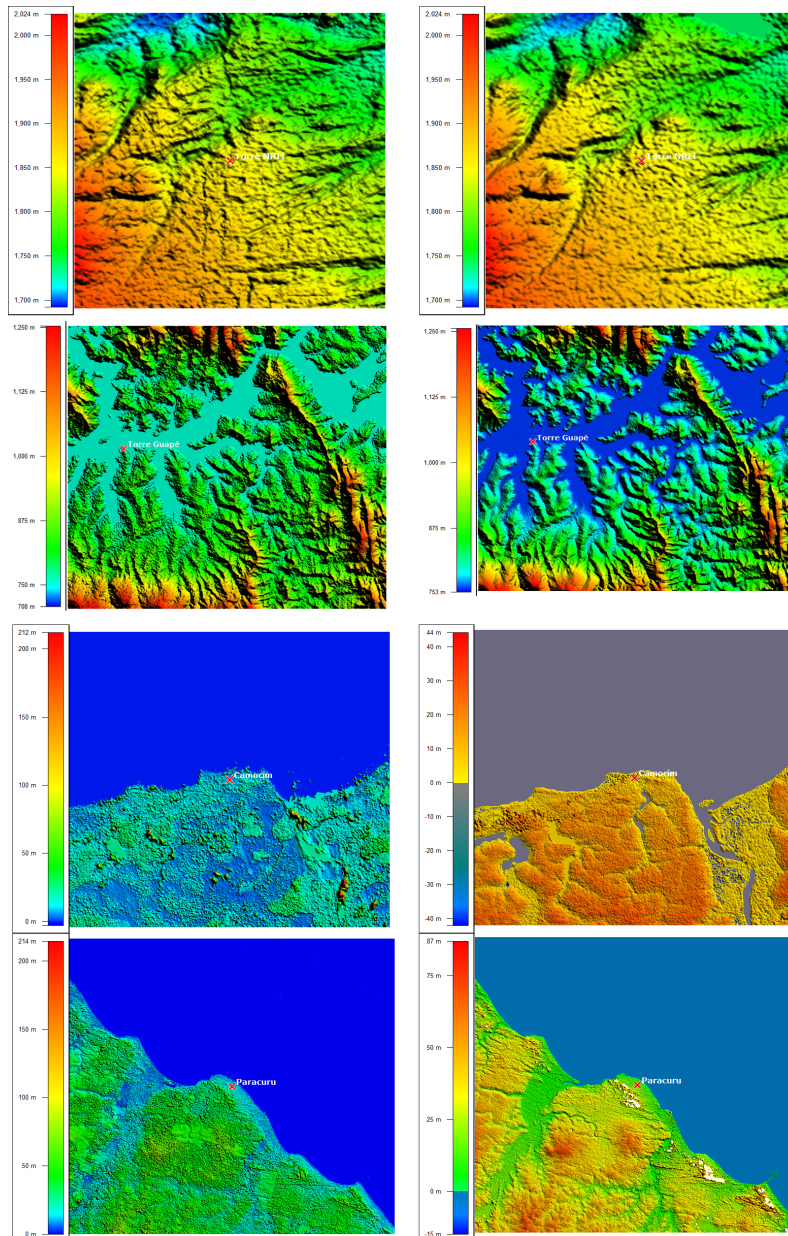 2,024 m
2,000 m
1,950 m
1,900 m
1,850 m
1,800 m
1,750 m
1,700 m
Torre NREL
2,024 m
2,000 m
1,950 m
1,900 m
1,850 m
1,800 m
1,750 m
1,700 m
Torre NREL
1,250 m
1,125 m
1,000 m
875 m
750 m
708 m
Torre Guapé
1,250 m
1,125 m
1,000 m
875 m
753 m
Torre Guapé
212 m
200 m
150 m
100 m
50 m
0 m
Camocim
44 m
40 m
30 m
20 m
10 m
0 m
-10 m
-20 m
-30 m
40 m
Camocim
214 m
200 m
150 m
100 m
50 m
0 m
Paracuru
87 m
75 m
50 m
25 m
0 m
-15 m
Paracuru